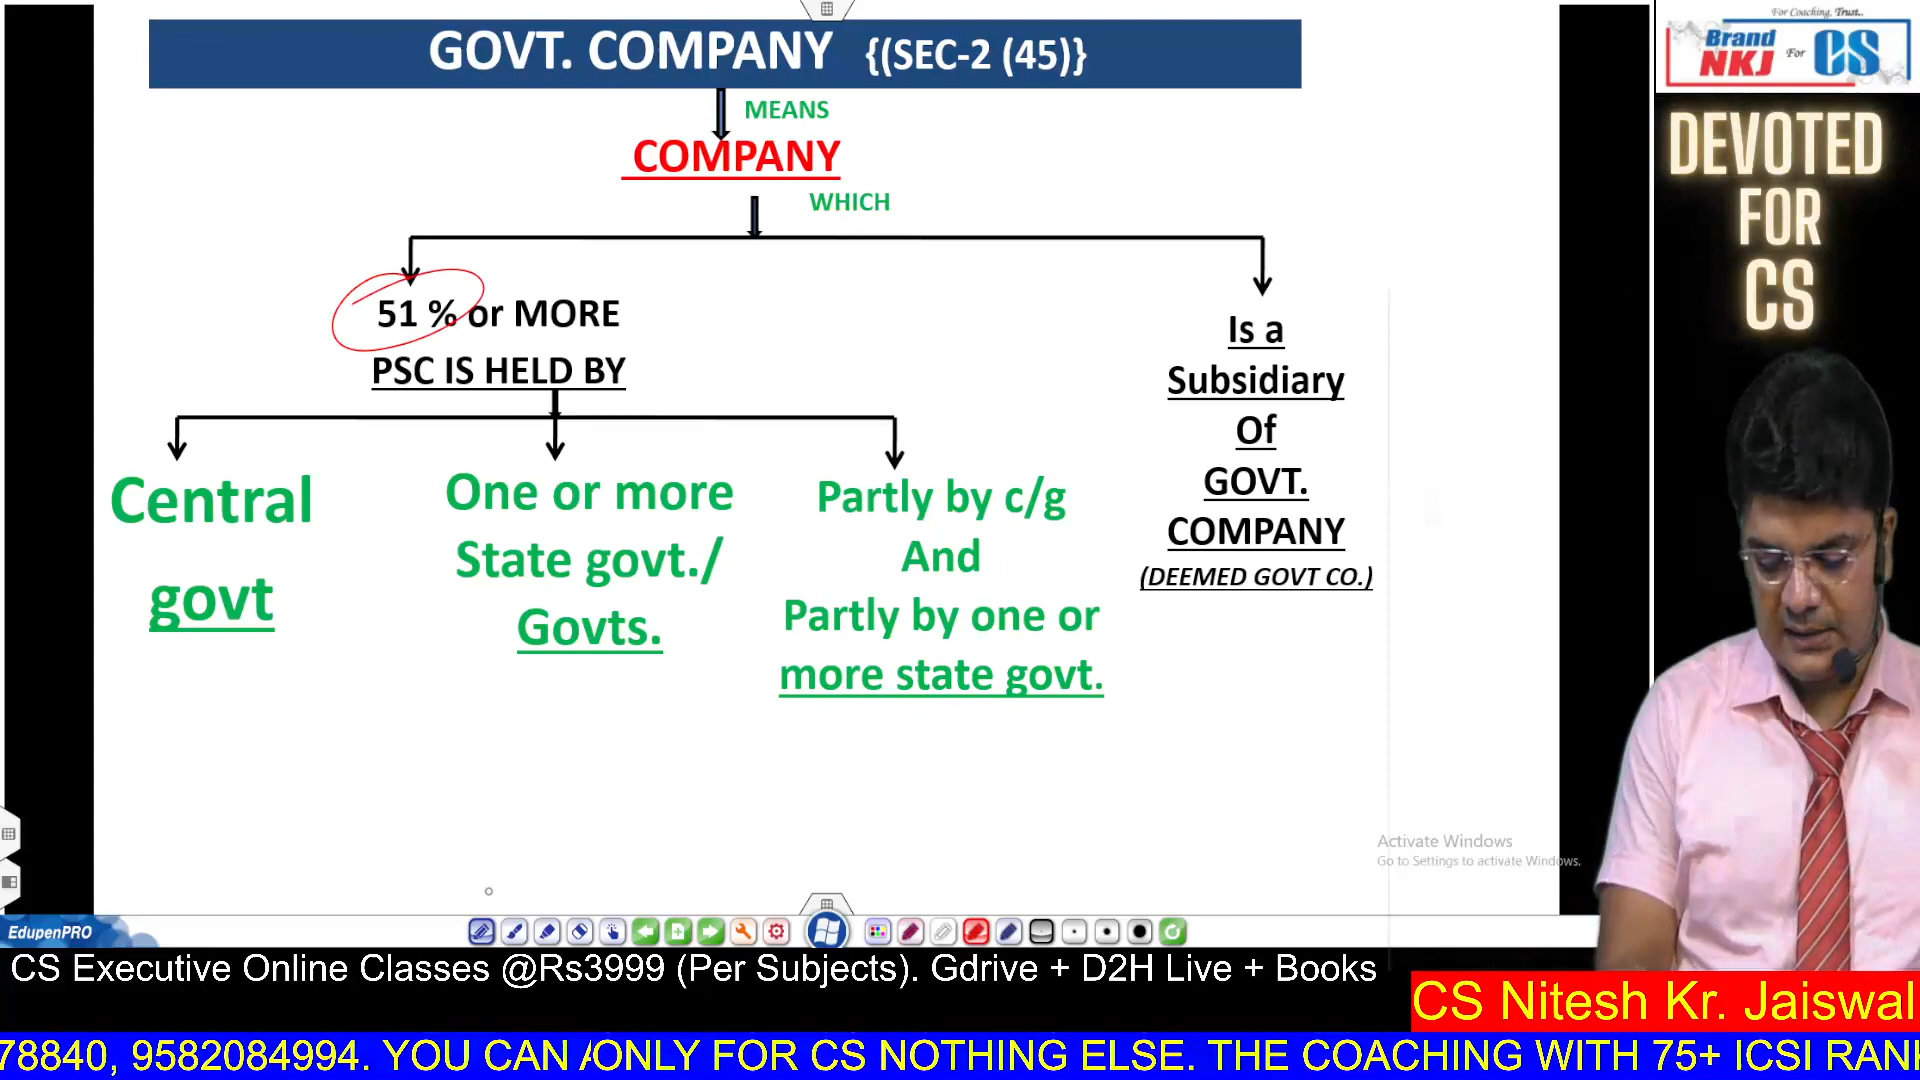 GOVT. COMPANY {(SEC-2 (45)}
MEANS
COMPANY
WHICH
51 % or MORE
PSC IS HELD BY
Central
govt
One or more
State govt./
Govts.
Partly by c/g
And
Partly by one or
more state govt.
Is a
Subsidiary
Of
GOVT.
COMPANY
(DEEMED GOVT CO.)
For Coaching, Trust..
Brand
NKJ
For
CS
DEVOTED
FOR
CS
Activate Windows
Go to Settings to activate Windows.
EdupenPRO
CS Executive Online Classes @Rs3999 (Per Subjects). Gdrive + D2H Live + Books
CS Nitesh Kr. Jaiswal
78840, 9582084994. YOU CAN ONLY FOR CS NOTHING ELSE. THE COACHING WITH 75+ ICSI RAN